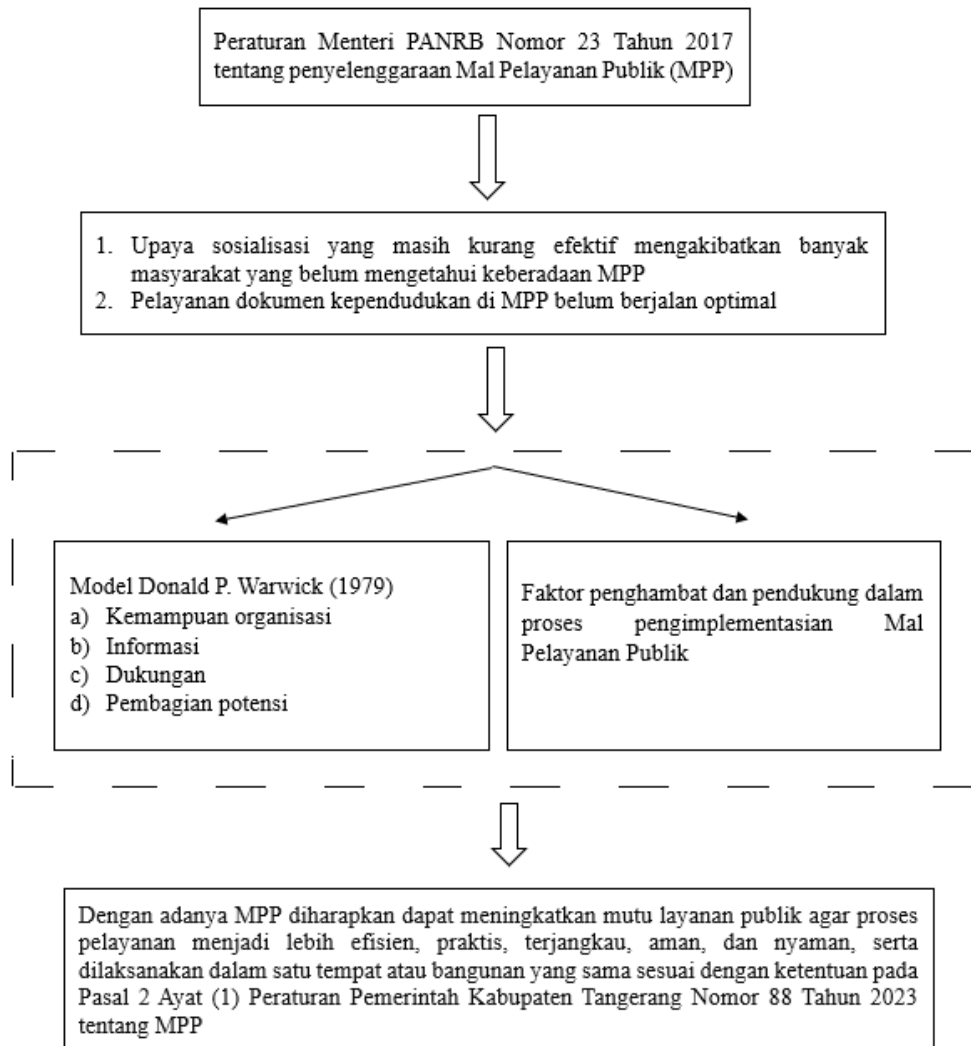 Peraturan Menteri PANRB Nomor 23 Tahun 2017
tentang penyelenggaraan Mal Pelayanan Publik (MPP)
1. Upaya sosialisasi yang masih kurang efektif mengakibatkan banyak
masyarakat yang belum mengetahui keberadaan MPP
2. Pelayanan dokumen kependudukan di MPP belum berjalan optimal
Model Donald P. Warwick (1979)
a) Kemampuan organisasi
b) Informasi
c) Dukungan
d) Pembagian potensi
Faktor penghambat dan pendukung dalam
proses pengimplementasian Mal
Pelayanan Publik
Dengan adanya MPP diharapkan dapat meningkatkan mutu layanan publik agar proses
pelayanan menjadi lebih efisien, praktis, terjangkau, aman, dan nyaman, serta
dilaksanakan dalam satu tempat atau bangunan yang sama sesuai dengan ketentuan pada
Pasal 2 Ayat (1) Peraturan Pemerintah Kabupaten Tangerang Nomor 88 Tahun 2023
tentang MPP